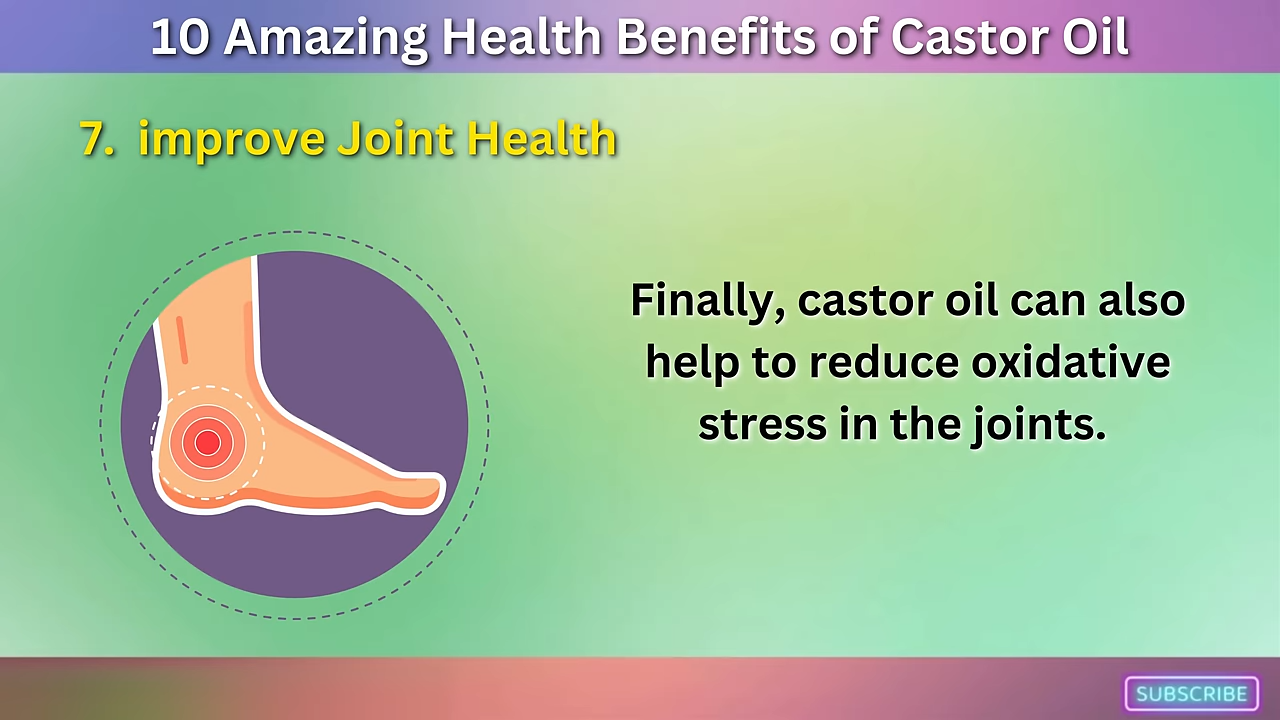 10 Amazing Health Benefits of Castor Oil
7. improve Joint Health
Finally, castor oil can also
help to reduce oxidative
stress in the joints.
SUBSCRIBE